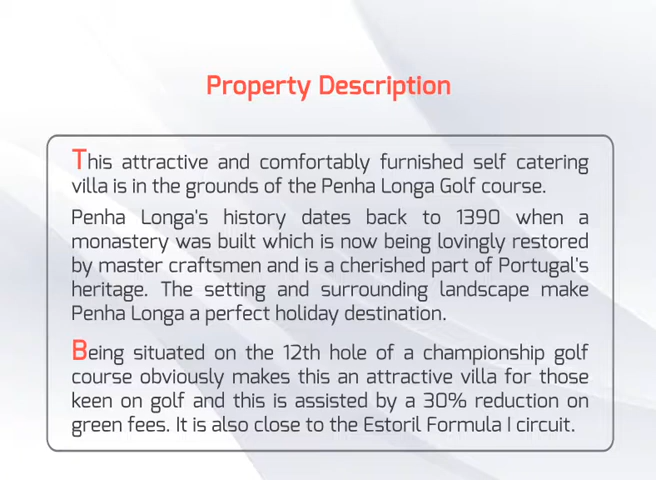 Property Description
This attractive and comfortably furnished self catering
villa is in the grounds of the Penha Longa Golf course.
Penha Longa's history dates back to 1390 when a
monastery was built which is now being lovingly restored
by master craftsmen and is a cherished part of Portugal's
heritage. The setting and surrounding landscape make
Penha Longa a perfect holiday destination.
Being situated on the 12th hole of a championship golf
course obviously makes this an attractive villa for those
keen on golf and this is assisted by a 30% reduction on
green fees. It is also close to the Estoril Formula I circuit.